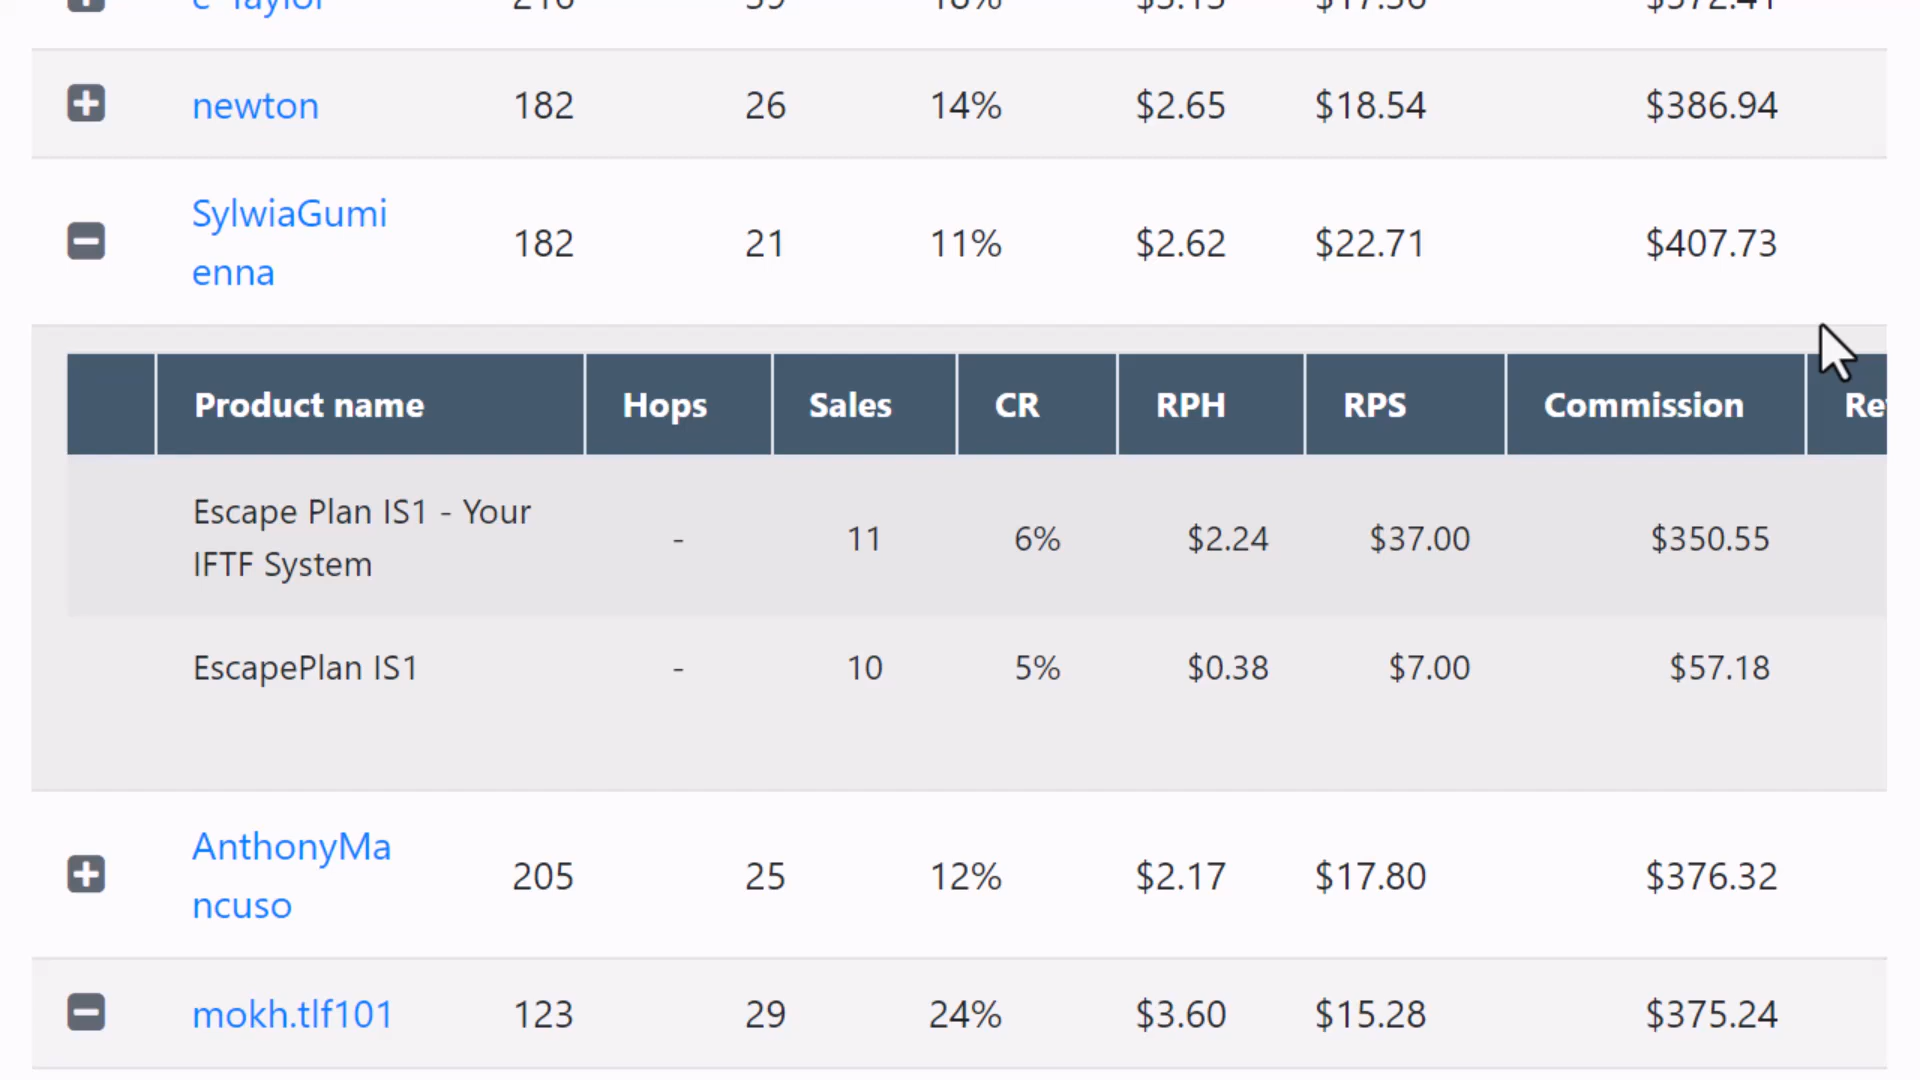 newton 182 26 14% $2.65 $18.54 $386.94
SylwiaGumi
enna
182 21 11% $2.62 $22.71 $407.73
Product name Hops Sales CR RPH RPS Commission
Escape Plan IS1 - Your
IFTF System
- 11 6% $2.24 $37.00 $350.55
EscapePlan IS1 - 10 5% $0.38 $7.00 $57.18
AnthonyMa
ncuso
205 25 12% $2.17 $17.80 $376.32
mokh.tlf101 123 29 24% $3.60 $15.28 $375.24